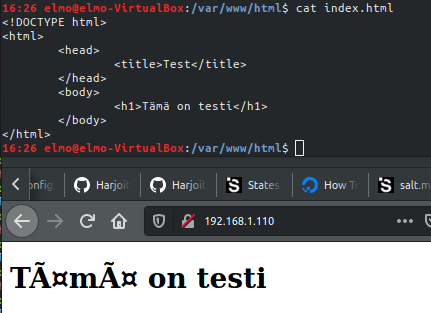 16:26 elmo@elmo-VirtualBox:/var/www/html$ cat index.html
<!DOCTYPE html>
<html>
        <head>
                <title>Test</title>
        </head>
        <body>
                <h1>Tämä on testi</h1>
        </body>
</html>
16:26 elmo@elmo-VirtualBox:/var/www/html$
onfig Harjoit Harjoit States How To salt.m
192.168.1.110
TÃ¤mÃ¤ on testi